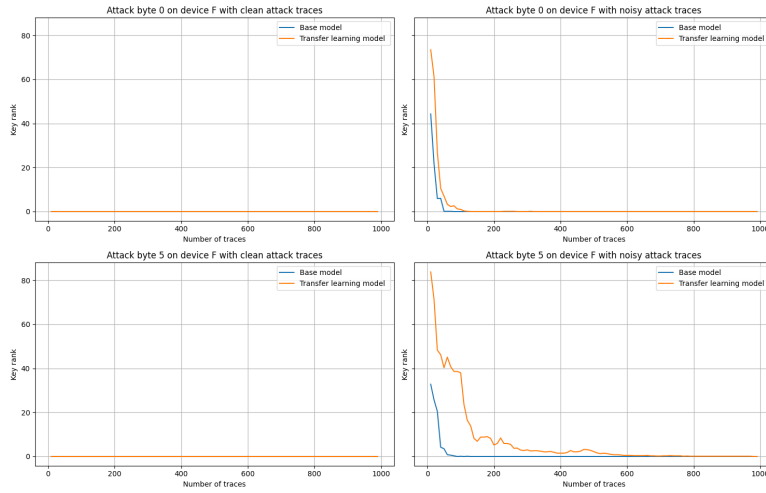 Attack byte 0 on device F with clean attack traces
Base model
Transfer learning model
80
60
40
20
0
Key rank
0 200 400 600 800 1000
Number of traces
Attack byte 0 on device F with noisy attack traces
Base model
Transfer learning model
80
60
40
20
0
Key rank
0 200 400 600 800 1000
Number of traces
Attack byte 5 on device F with clean attack traces
Base model
Transfer learning model
80
60
40
20
0
Key rank
0 200 400 600 800 1000
Number of traces
Attack byte 5 on device F with noisy attack traces
Base model
Transfer learning model
80
60
40
20
0
Key rank
0 200 400 600 800 1000
Number of traces